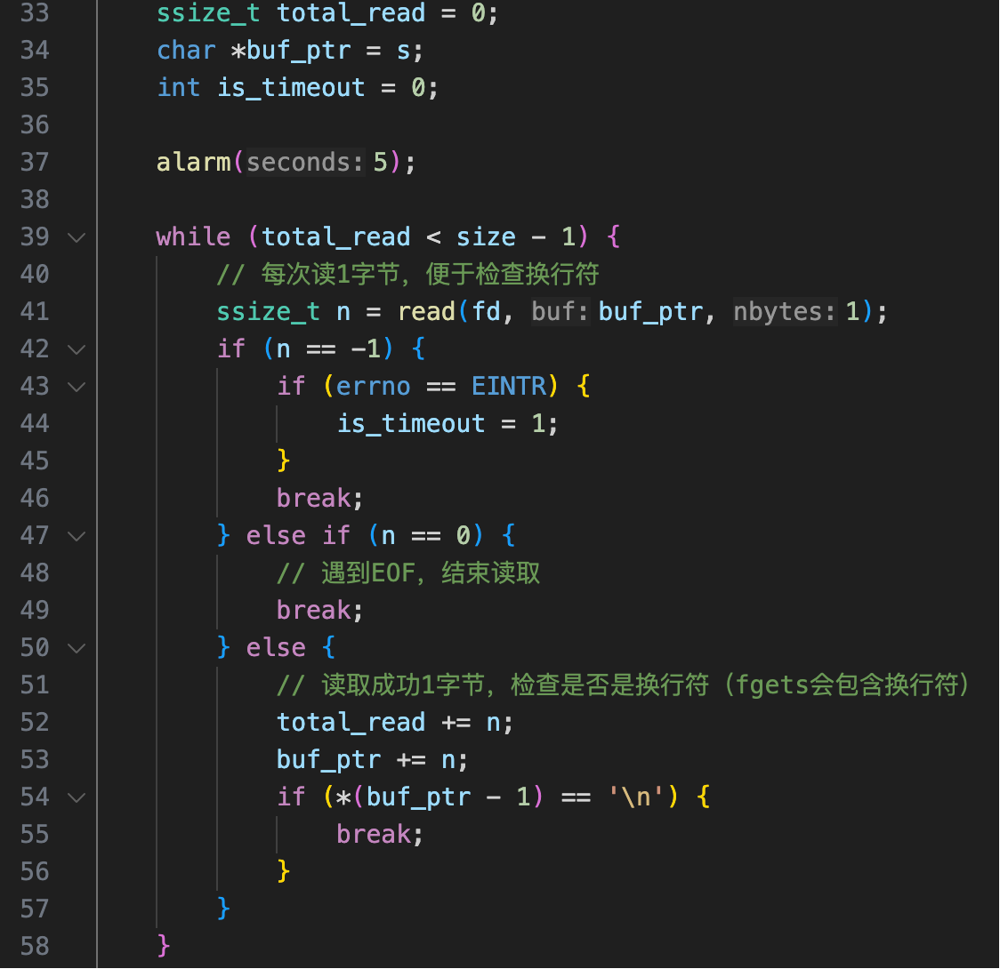 33 ssize_t total_read = 0;
34 char *buf_ptr = s;
35 int is_timeout = 0;
36
37 alarm(seconds: 5);
38
39 while (total_read < size - 1) {
40 // 每次读1字节，便于检查换行符
41 ssize_t n = read(fd, buf: buf_ptr, nbytes: 1);
42 if (n == -1) {
43 if (errno == EINTR) {
44 is_timeout = 1;
45 }
46 break;
47 } else if (n == 0) {
48 // 遇到EOF，结束读取
49 break;
50 } else {
51 // 读取成功1字节，检查是否是换行符（fgets会包含换行符）
52 total_read += n;
53 buf_ptr += n;
54 if (*(buf_ptr - 1) == '\n') {
55 break;
56 }
57 }
58 }